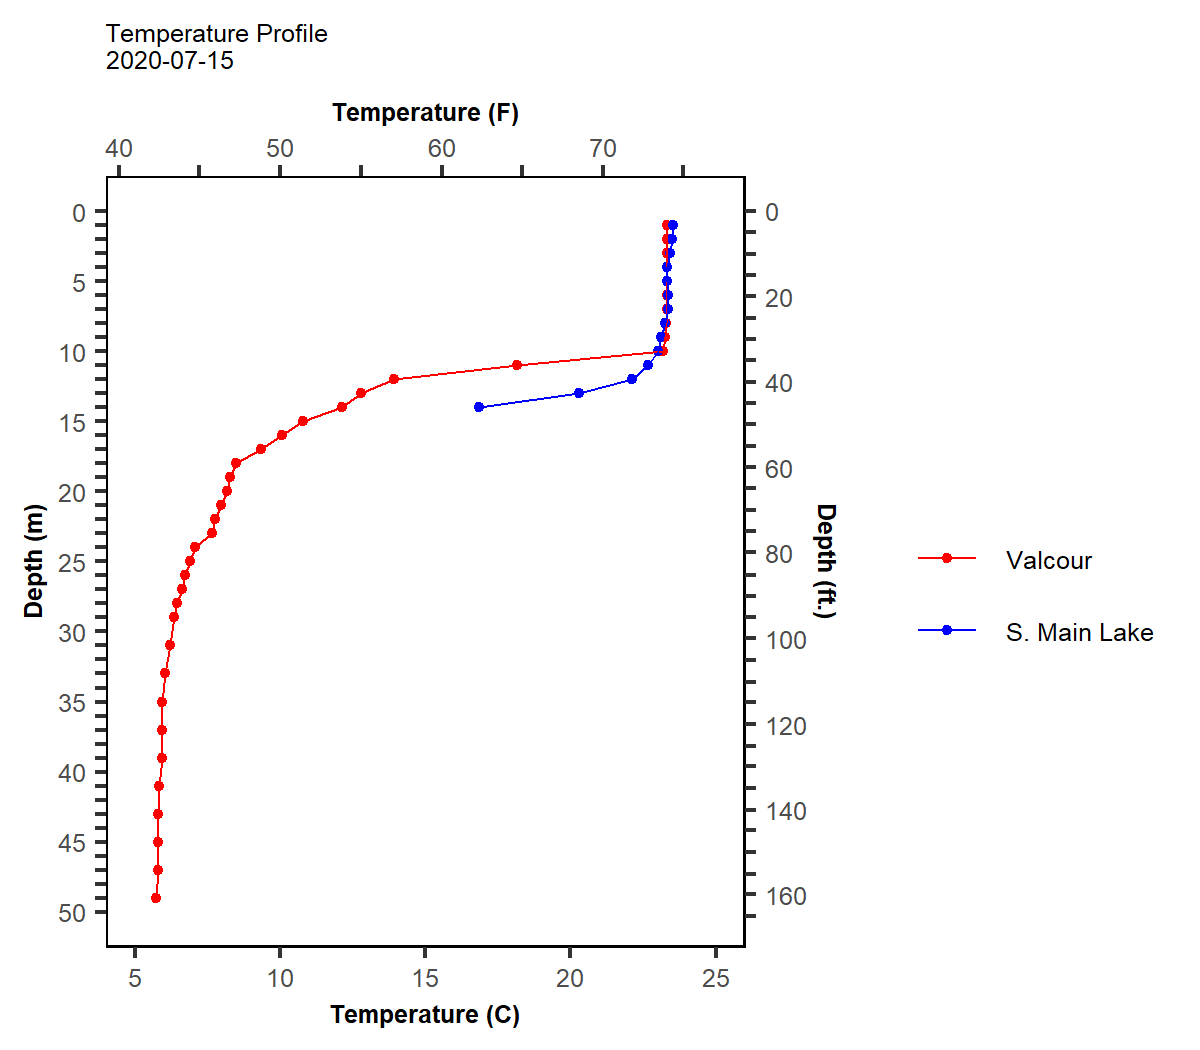 Temperature Profile
2020-07-15
Temperature (F)
40 50 60 70
0
5
10
15
20
25
30
35
40
45
50
Depth (m)
0
20
40
60
80
100
120
140
160
Depth (ft.)
Valcour
S. Main Lake
5 10 15 20 25
Temperature (C)